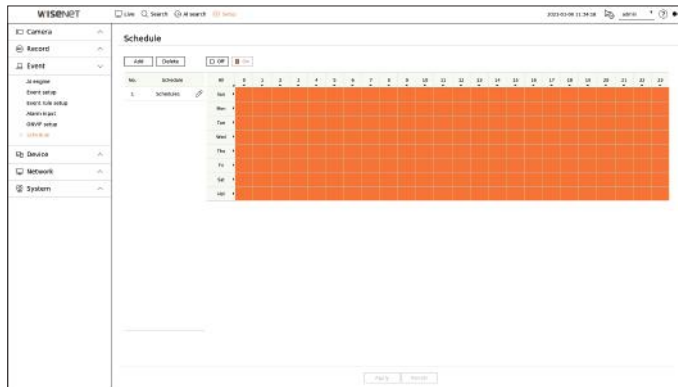 WISENET
Live Search AI search Setup
admin
Camera
Record
Event
AI engine
Event setup
Event rule setup
Alarm input
ONVIF setup
Schedule
Device
Network
System
Schedule
Add Delete Off On
No. Schedule All 0 1 2 3 4 5 6 7 8 9 10 11 12 13 14 15 16 17 18 19 20 21 22 23
1 Schedule1 Sun
Mon
Tue
Wed
Thu
Fri
Sat
Hol
Apply